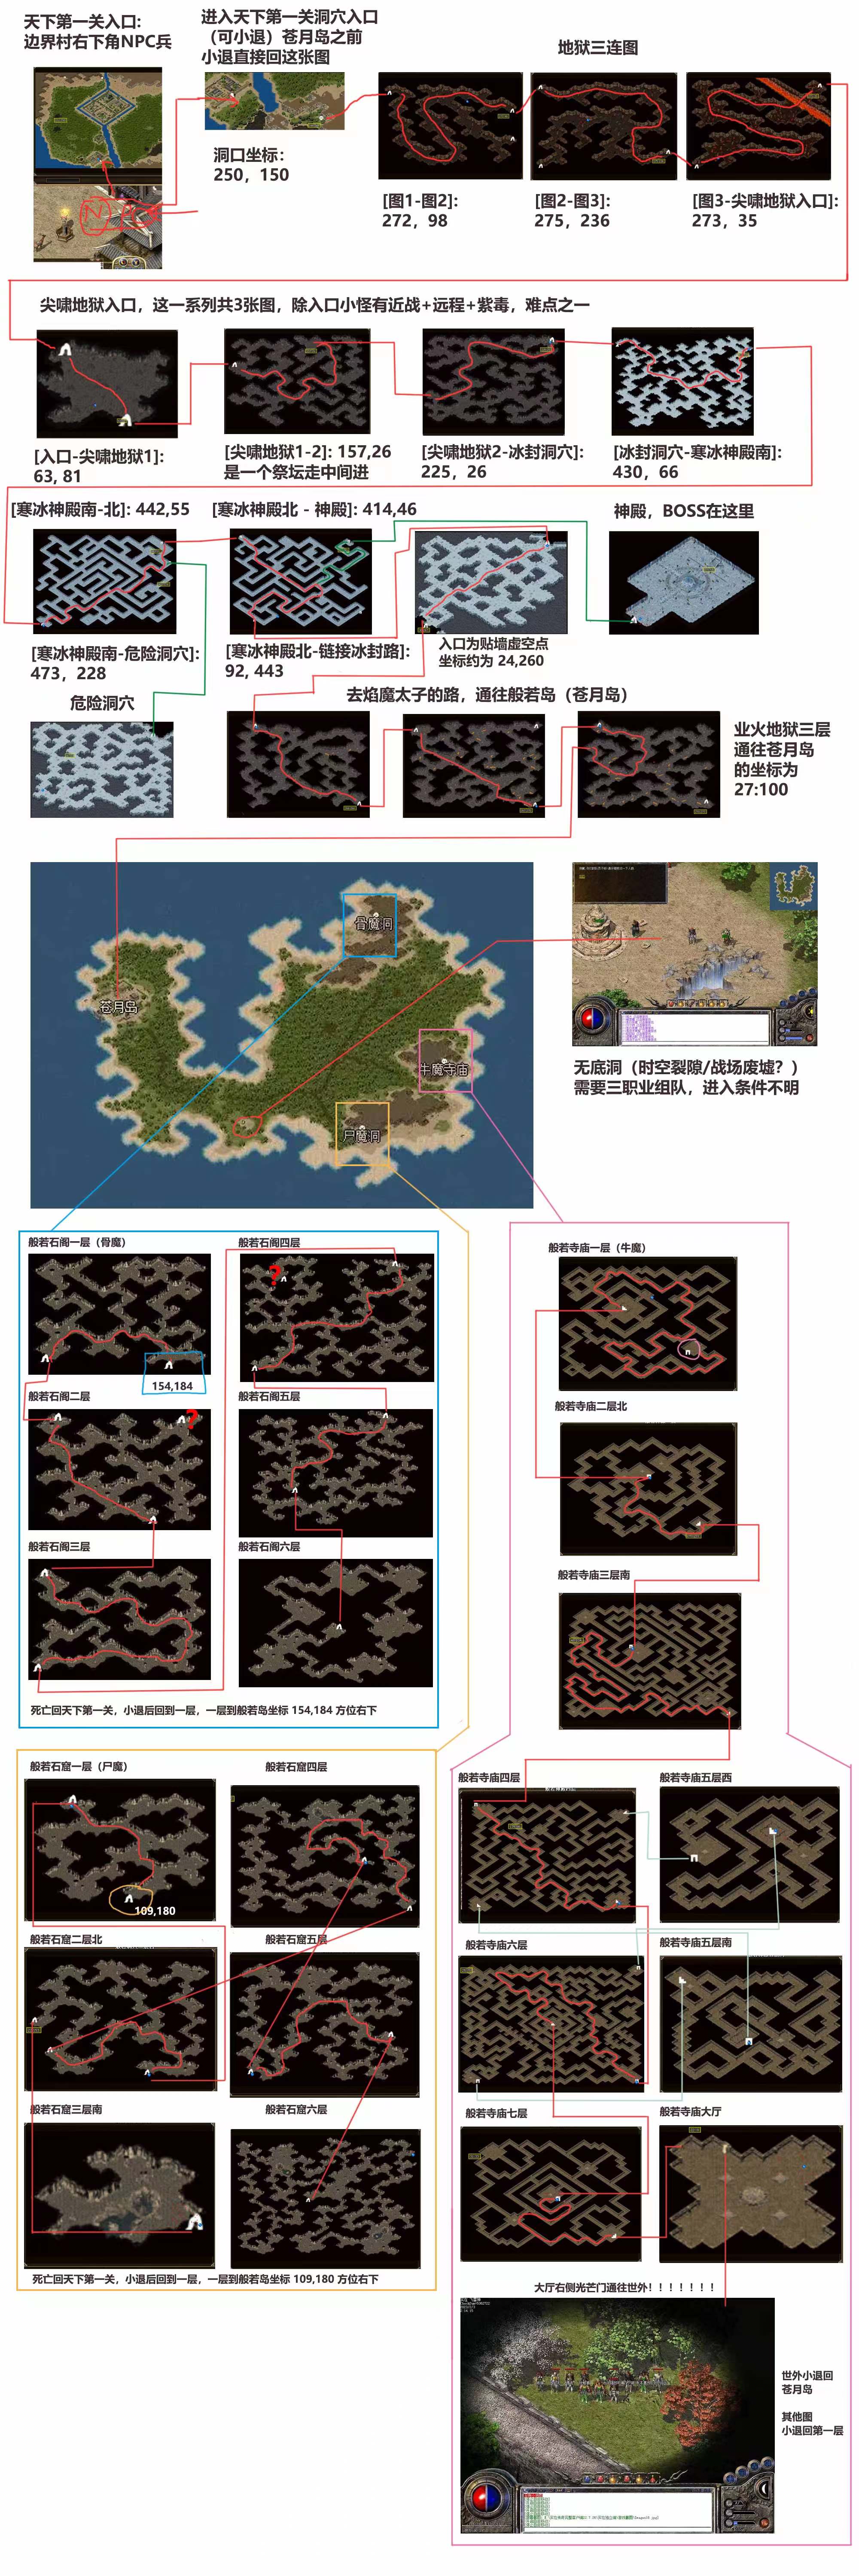 天下第一关入口:
边界村右下角NPC兵
进入天下第一关洞穴入口
（可小退）苍月岛之前
小退直接回这张图
地狱三连图
洞口坐标:
250，150
[图1-图2]:
272，98
[图2-图3]:
275，236
[图3-尖啸地狱入口]:
273，35
尖啸地狱入口，这一系列共3张图，除入口小怪有近战+远程+紫毒，难点之一
[入口-尖啸地狱1]:
63, 81
[尖啸地狱1-2]: 157,26
是一个祭坛走中间进
[尖啸地狱2-冰封洞穴]:
225，26
[冰封洞穴-寒冰神殿南]:
430，66
[寒冰神殿南-北]: 442,55
[寒冰神殿北 - 神殿]: 414,46
神殿，BOSS在这里
[寒冰神殿南-危险洞穴]:
473，228
[寒冰神殿北-链接冰封路]:
92, 443
入口为贴墙虚空点
坐标约为 24,260
危险洞穴
去焰魔太子的路，通往般若岛（苍月岛）
业火地狱三层
通往苍月岛
的坐标为
27:100
骨魔洞
苍月岛
牛魔寺庙
尸魔洞
无底洞（时空裂隙/战场废墟？）
需要三职业组队，进入条件不明
般若石阁一层（骨魔）
般若石阁四层
?
154,184
般若石阁二层
般若石阁五层
?
般若石阁三层
般若石阁六层
死亡回天下第一关，小退后回到一层，一层到般若岛坐标 154,184 方位右下
般若寺庙一层（牛魔）
般若寺庙二层北
般若寺庙三层南
般若石窟一层（尸魔）
般若石窟四层
109,180
般若石窟二层北
般若石窟五层
般若石窟三层南
般若石窟六层
死亡回天下第一关，小退后回到一层，一层到般若岛坐标 109,180 方位右下
般若寺庙四层
般若寺庙五层西
般若寺庙六层
般若寺庙五层南
般若寺庙七层
般若寺庙大厅
大厅右侧光芒门通往世外！！！！！！！
世外小退回
苍月岛
其他图
小退回第一层